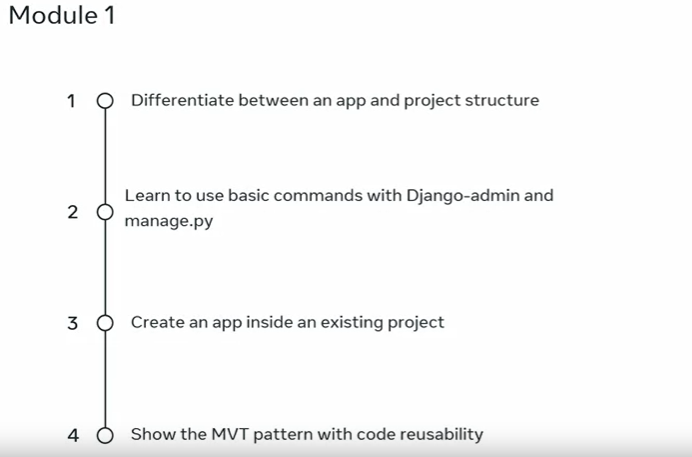 Module 1
1 Differentiate between an app and project structure
2 Learn to use basic commands with Django-admin and
manage.py
3 Create an app inside an existing project
4 Show the MVT pattern with code reusability